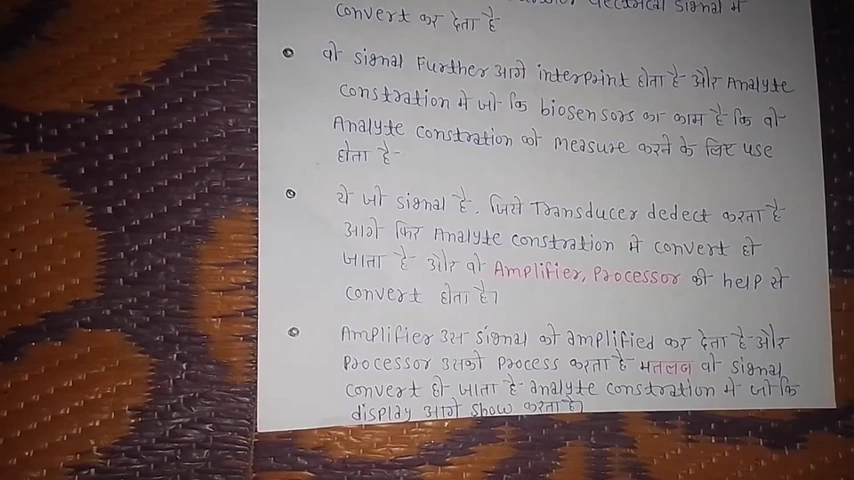 electrical signal में
convert कर देता है
वो signal Further आगे interprint होता है और Analyte
constration में जो कि biosensors का काम है कि वो
Analyte constration को measure करने के लिए use
होता है
ये जो signal है, जिसे Transducer dedect करता है
आगे फिर Analyte constration में convert हो
जाता है और वो Amplifier, Processor की help से
convert होता है।
Amplifier उस signal को amplified कर देता है और
Processor उसको process करता है मतलब वो signal
convert हो जाता है analyte constration में जो कि
display आगे show करता है।